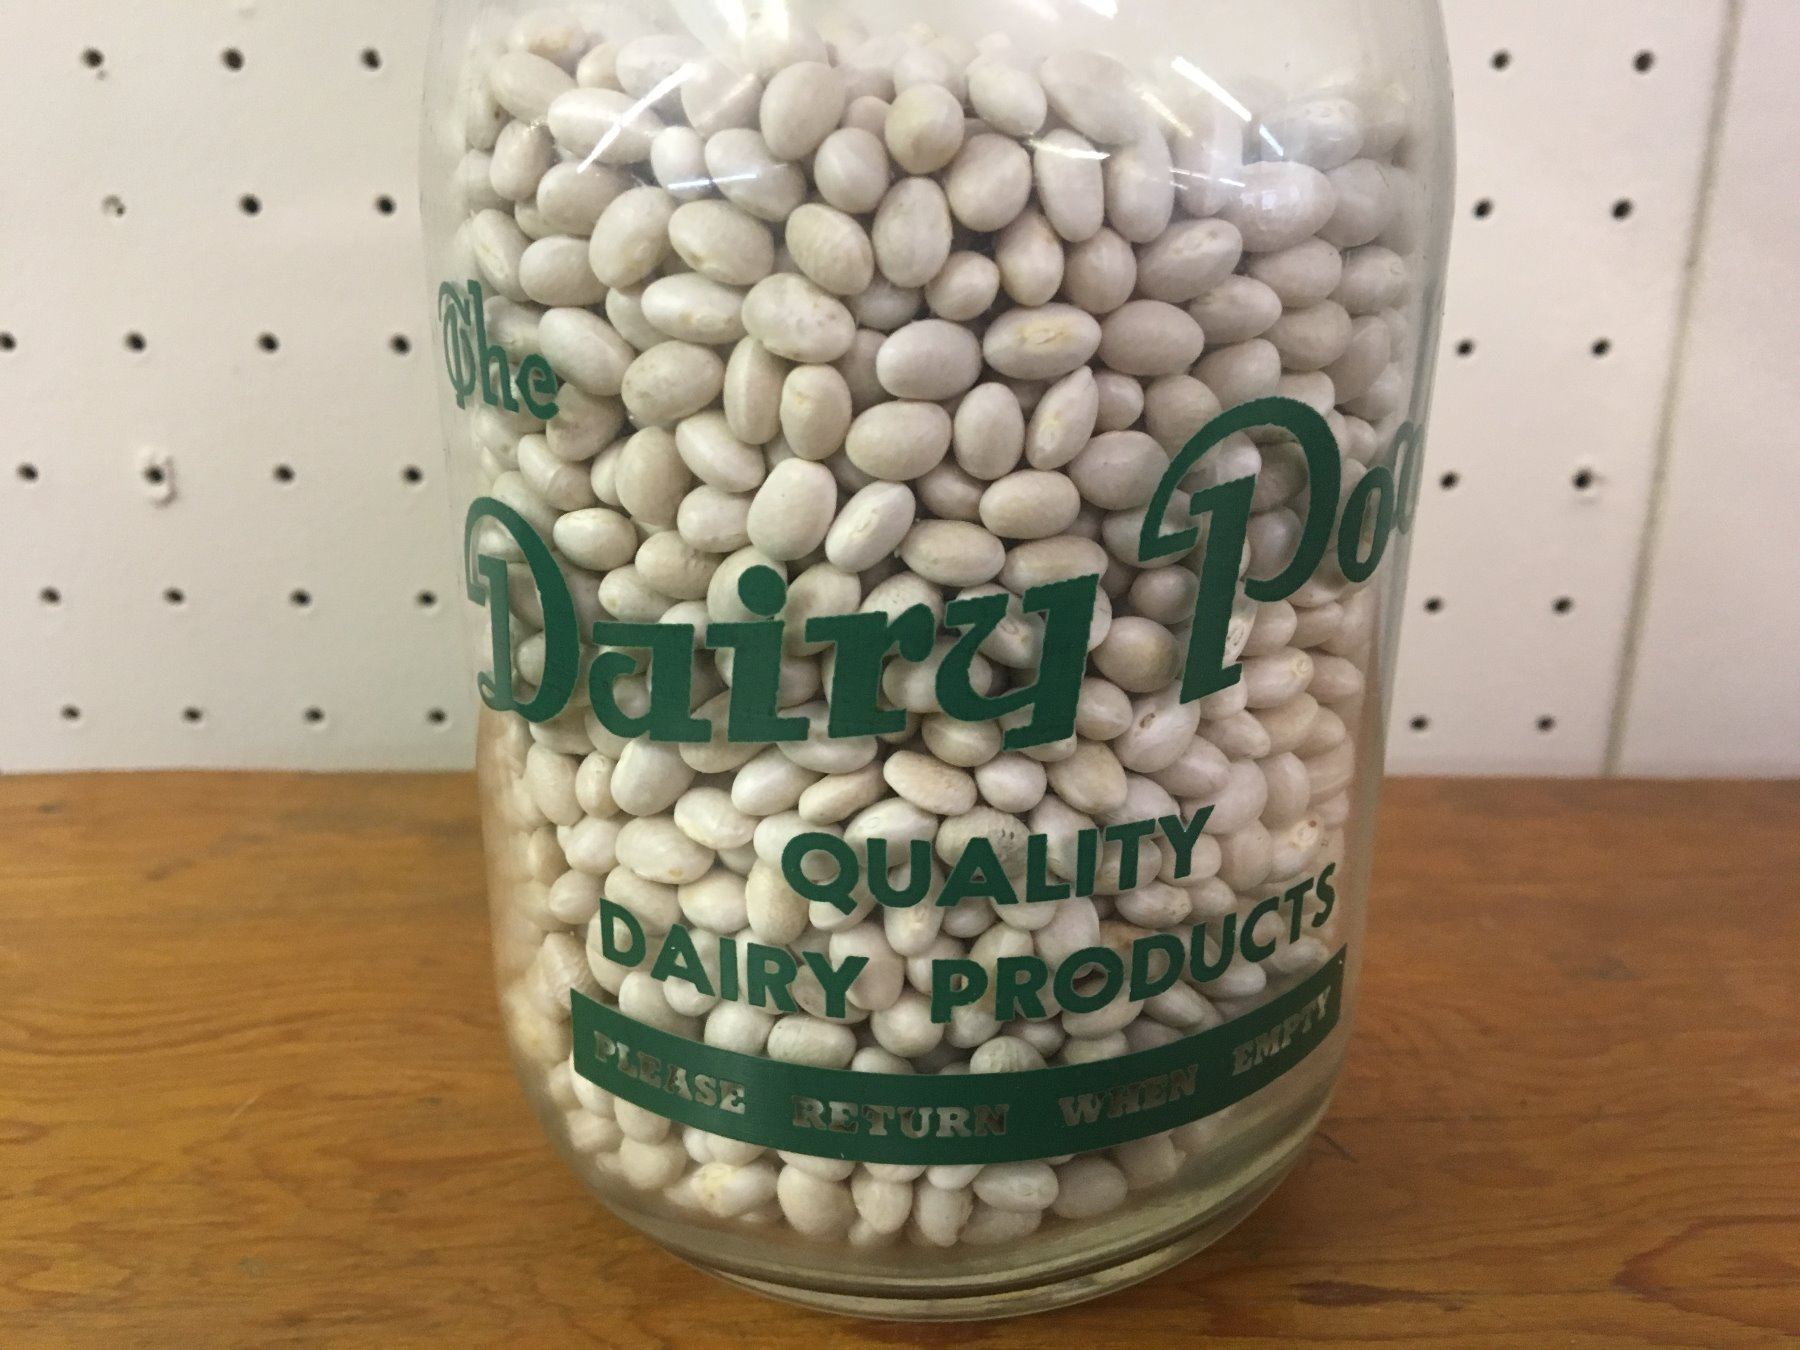 The
Dairy
QUALITY
DAIRY PRODUCTS
PLEASE RETURN WHEN EMPTY